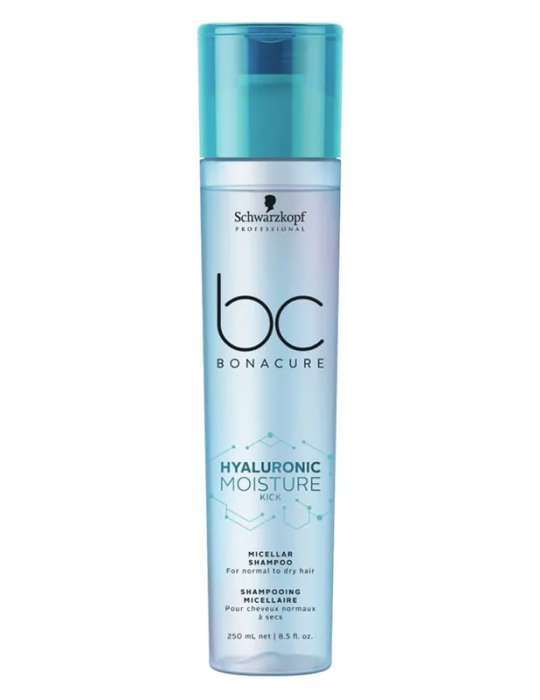 Schwarzkopf
PROFESSIONAL
bc
BONACURE
HYALURONIC
MOISTURE
KICK
MICELLAR
SHAMPOO
For normal to dry hair
SHAMPOOING
MICELLAIRE
Pour cheveux normaux
à secs
250 mL net | 8.5 fl. oz.